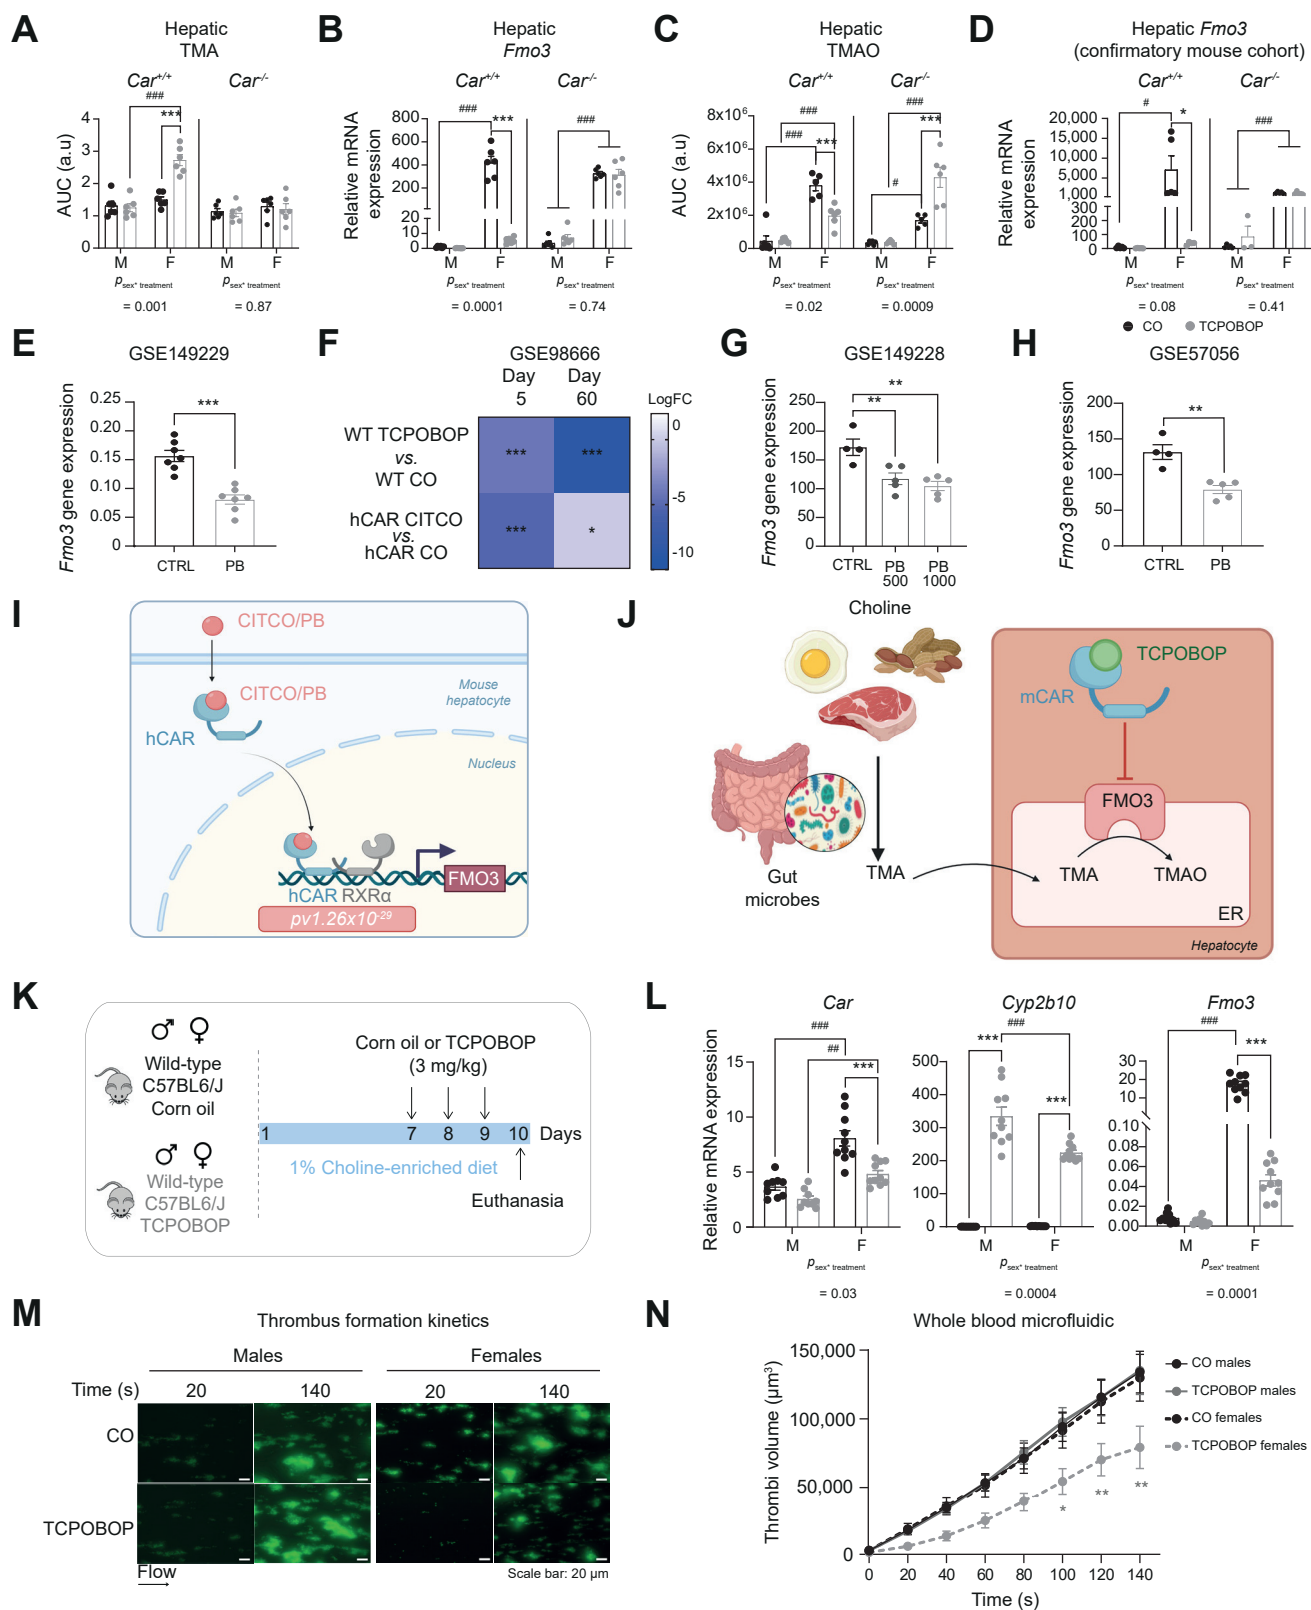 A
Hepatic
TMA
Car+/+
Car-/-
###
***
AUC (a.u)
4
3
2
1
0
M
F
M
F
psex* treatment
psex* treatment
= 0.001
= 0.87
B
Hepatic
Fmo3
Car+/+
Car-/-
###
***
###
Relative mRNA
expression
800
600
400
200
20
10
0
M
F
M
F
psex* treatment
psex* treatment
= 0.0001
= 0.74
C
Hepatic
TMAO
Car+/+
Car-/-
###
###
***
###
***
#
AUC (a.u)
8x10⁶
6x10⁶
4x10⁶
2x10⁶
0
M
F
M
F
psex* treatment
psex* treatment
= 0.02
= 0.0009
D
Hepatic Fmo3
(confirmatory mouse cohort)
Car+/+
Car-/-
#
*
###
Relative mRNA
expression
20,000
15,000
10,000
1,000
300
200
100
0
M
F
M
F
psex* treatment
psex* treatment
= 0.08
= 0.41
CO
TCPOBOP
E
GSE149229
***
Fmo3 gene expression
0.25
0.20
0.15
0.10
0.05
0
CTRL
PB
F
GSE98666
Day
5
Day
60
LogFC
0
-5
-10
WT TCPOBOP
vs.
WT CO
***
***
hCAR CITCO
vs.
hCAR CO
***
*
G
GSE149228
**
**
Fmo3 gene expression
250
200
150
100
50
0
CTRL
PB
500
PB
1000
H
GSE57056
**
Fmo3 gene expression
200
150
100
50
0
CTRL
PB
I
CITCO/PB
CITCO/PB
hCAR
Mouse
hepatocyte
Nucleus
FMO3
hCAR RXRα
pv1.26x10⁻²⁹
J
Choline
Gut
microbes
TMA
TCPOBOP
mCAR
FMO3
TMA
TMAO
ER
Hepatocyte
K
Wild-type
C57BL6/J
Corn oil
Wild-type
C57BL6/J
TCPOBOP
Corn oil or TCPOBOP
(3 mg/kg)
1 7 8 9 10 Days
1% Choline-enriched diet
Euthanasia
L
Relative mRNA expression
Car
###
##
***
15
10
5
0
M
F
psex* treatment
= 0.03
Cyp2b10
###
***
***
500
400
300
200
100
0
M
F
psex* treatment
= 0.0004
Fmo3
###
***
30
20
10
0.10
0.06
0.04
0.02
0.00
M
F
psex* treatment
= 0.0001
M
Thrombus formation kinetics
Males
Females
Time (s)
20
140
20
140
CO
TCPOBOP
Flow
Scale bar: 20 µm
N
Whole blood microfluidic
Thrombi volume (µm³)
150,000
100,000
50,000
0
0 20 40 60 80 100 120 140
Time (s)
*
**
**
CO males
TCPOBOP males
CO females
TCPOBOP females